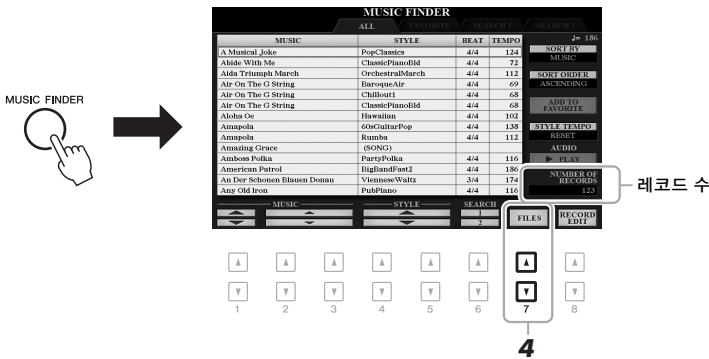 MUSIC FINDER
ALL FAVORITE SEARCH 1 SEARCH 2
MUSIC STYLE BEAT TEMPO
♩= 186
A Musical Joke PopClassics 4/4 124
Abide With Me ClassicPianoBld 4/4 72
Aida Triumph March OrchestralMarch 4/4 112
Air On The G String BaroqueAir 4/4 69
Air On The G String Chillout1 4/4 68
Air On The G String ClassicPianoBld 4/4 68
Aloha Oe Hawaiian 4/4 102
Amapola 60sGuitarPop 4/4 138
Amapola Rumba 4/4 112
Amazing Grace (SONG)
Amboss Polka PartyPolka 4/4 116
American Patrol BigBandFast2 4/4 186
An Der Schonen Blauen Donau VienneseWaltz 3/4 174
Any Old Iron PubPiano 4/4 116
SORT BY
MUSIC
SORT ORDER
ASCENDING
ADD TO
FAVORITE
STYLE TEMPO
RESET
AUDIO
▶ PLAY
NUMBER OF
RECORDS
123
MUSIC STYLE SEARCH
1
2
FILES
RECORD
EDIT
MUSIC FINDER
레코드 수
1 2 3 4 5 6 7 8
4